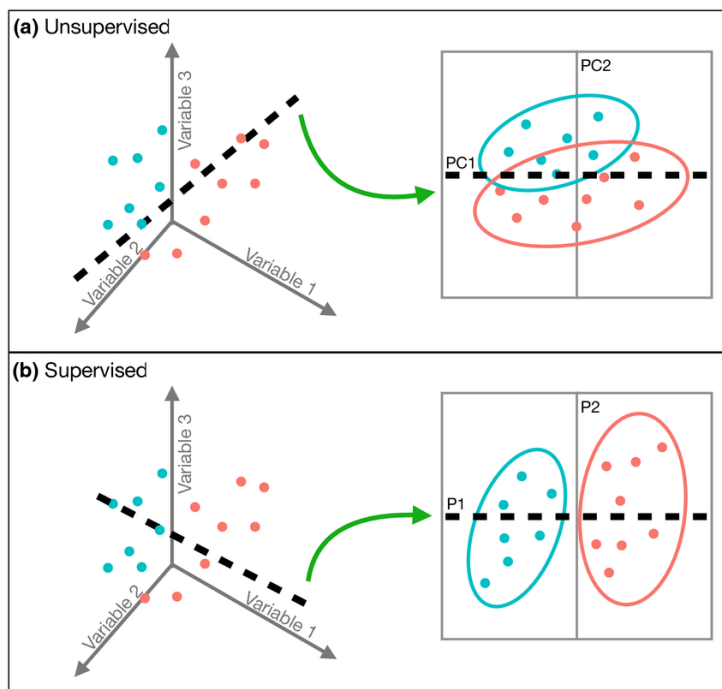 (a) Unsupervised
Variable 3
Variable 2
Variable 1
PC2
PC1
(b) Supervised
Variable 3
Variable 2
Variable 1
P2
P1